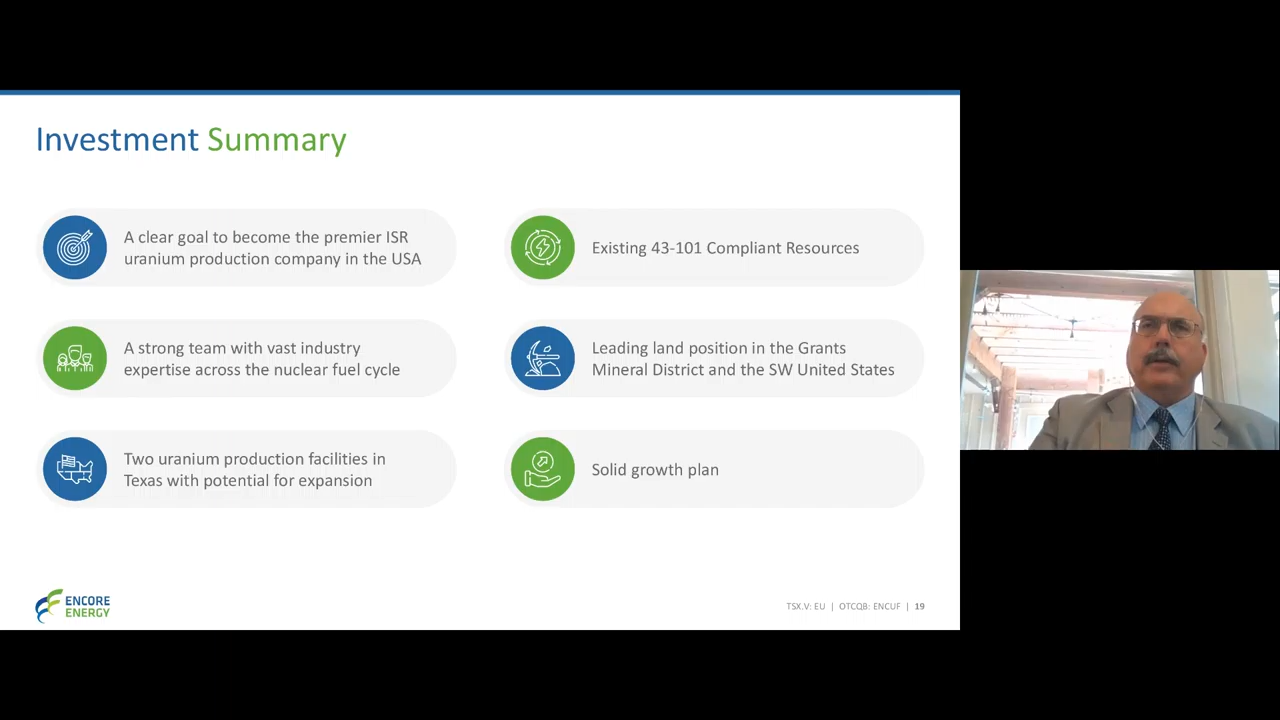 Investment Summary
A clear goal to become the premier ISR
uranium production company in the USA
A strong team with vast industry
expertise across the nuclear fuel cycle
Two uranium production facilities in
Texas with potential for expansion
Existing 43-101 Compliant Resources
Leading land position in the Grants
Mineral District and the SW United States
Solid growth plan
ENCORE
ENERGY
TSX.V: EU | OTCQB: ENCUF | 19